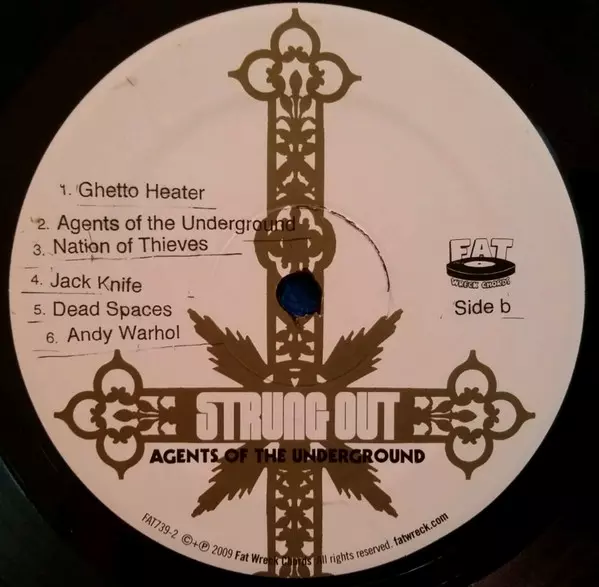 1. Ghetto Heater
2. Agents of the Underground
3. Nation of Thieves
4. Jack Knife
5. Dead Spaces
6. Andy Warhol
FAT
WRECK CHORDS
Side b
STRUNG OUT
AGENTS OF THE UNDERGROUND
FAT739-2 ©+℗ 2009 Fat Wreck Chords All rights reserved. fatwreck.com